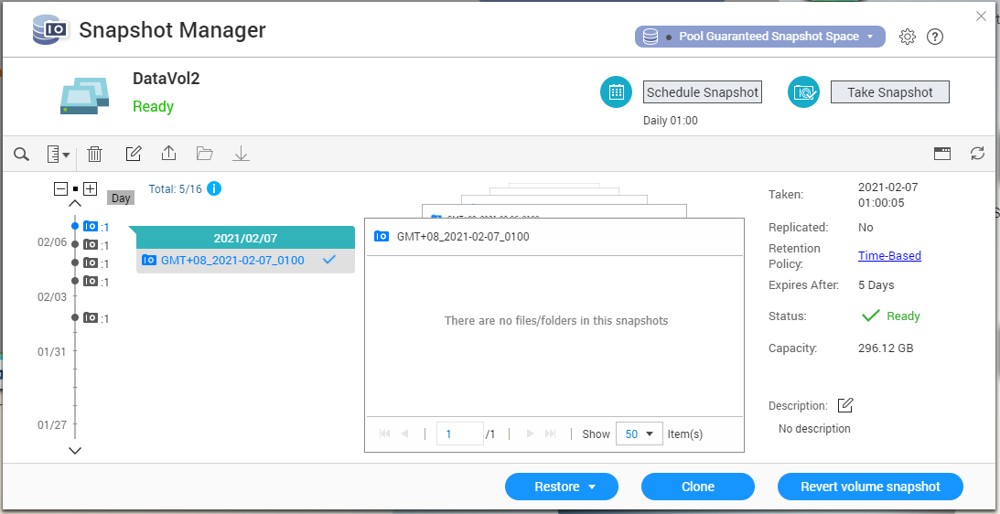 Snapshot Manager
Pool Guaranteed Snapshot Space
DataVol2
Ready
Schedule Snapshot
Take Snapshot
Daily 01:00
Day
Total: 5/16
:1
02/06
:1
:1
:1
02/03
:1
01/31
01/27
2021/02/07
GMT+08_2021-02-07_0100
GMT+08_2021-02-07_0100
There are no files/folders in this snapshots
1 /1 Show 50 Item(s)
Taken: 2021-02-07
01:00:05
Replicated: No
Retention
Policy: Time-Based
Expires After: 5 Days
Status: Ready
Capacity: 296.12 GB
Description:
No description
Restore
Clone
Revert volume snapshot